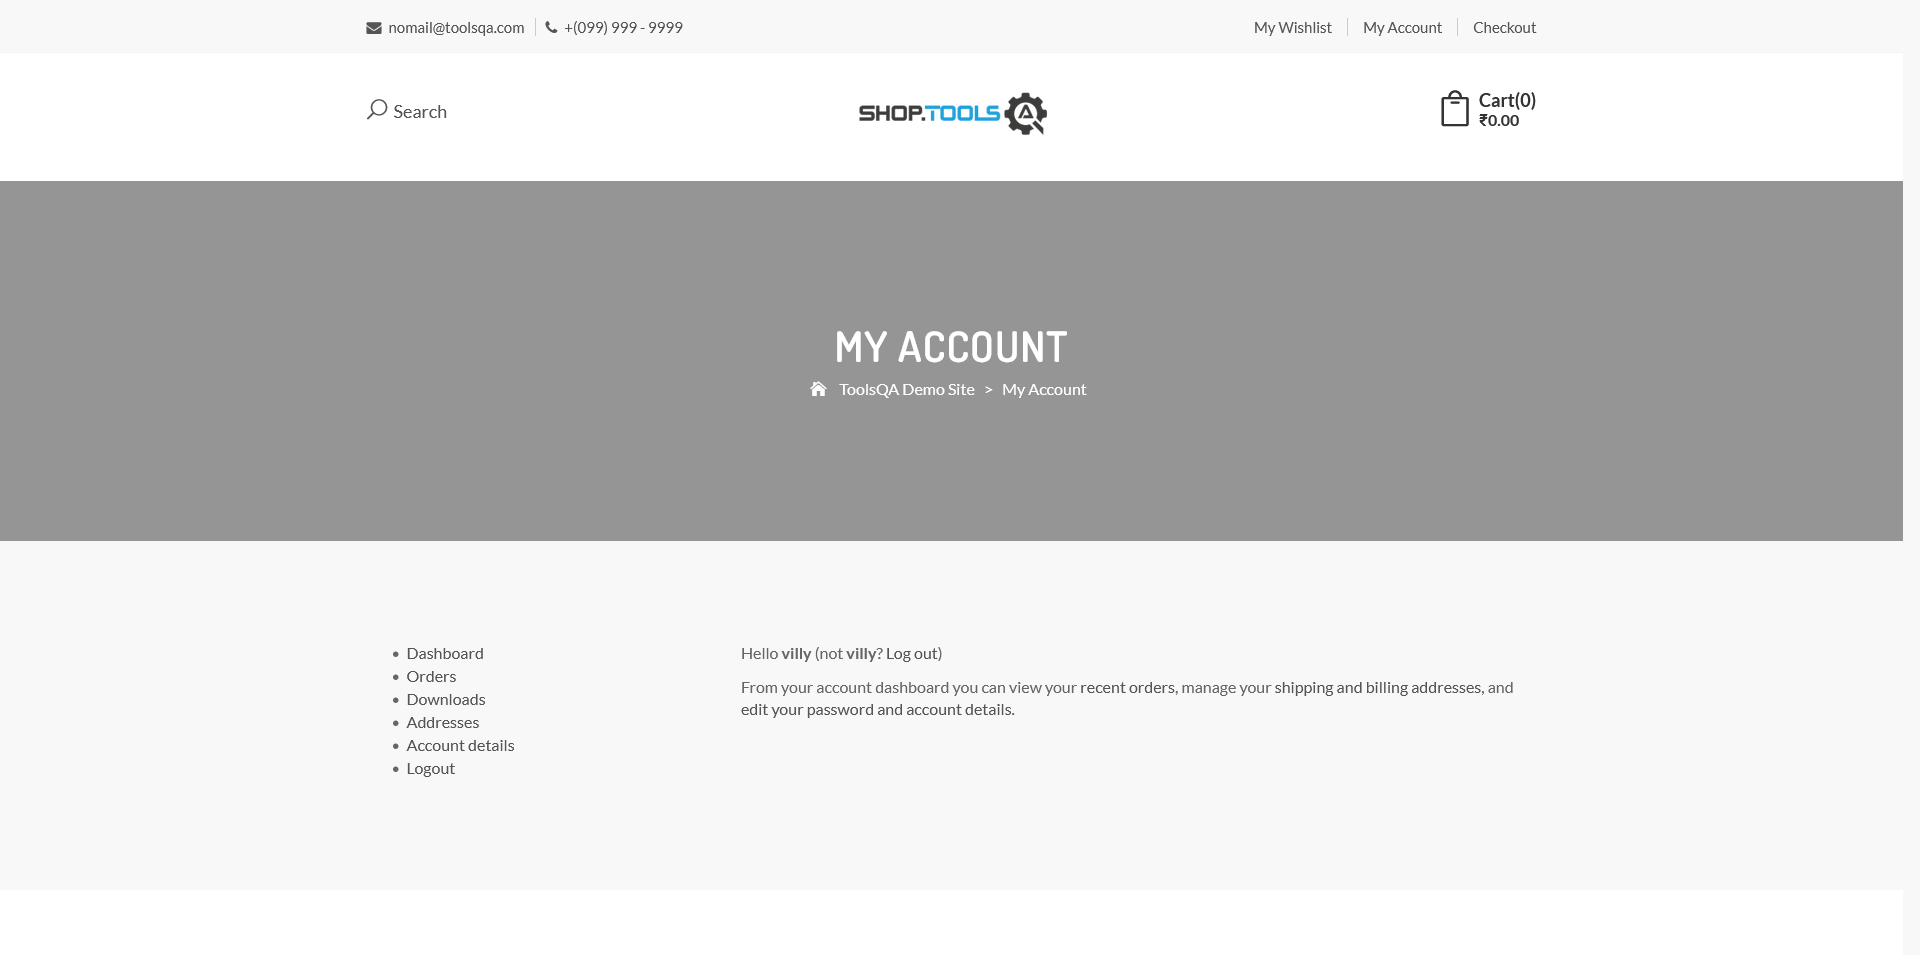 nomail@toolsqa.com
+(099) 999 - 9999
My Wishlist
My Account
Checkout
Search
SHOP.TOOLS
Cart(0)
₹0.00
MY ACCOUNT
ToolsQA Demo Site > My Account
Dashboard
Orders
Downloads
Addresses
Account details
Logout
Hello villy (not villy? Log out)
From your account dashboard you can view your recent orders, manage your shipping and billing addresses, and
edit your password and account details.